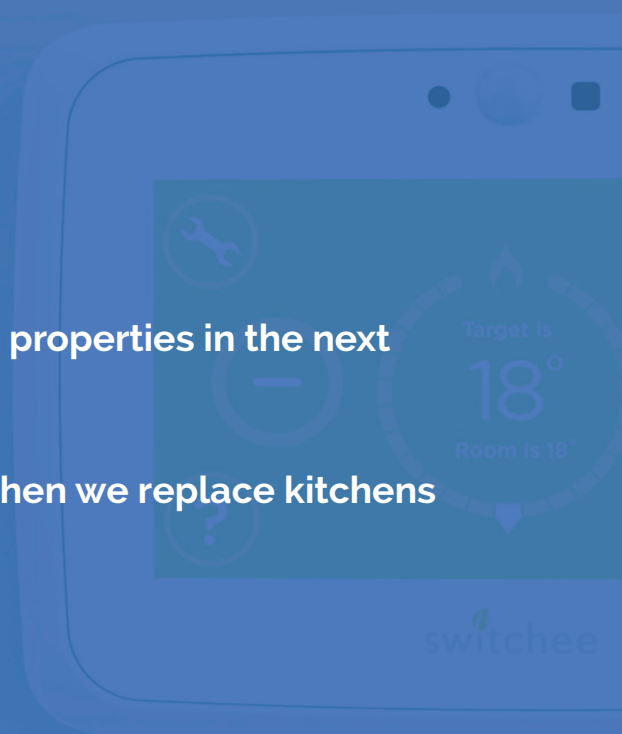 properties in the next
Target is
18°
Room is 18°
hen we replace kitchens
?
switchee